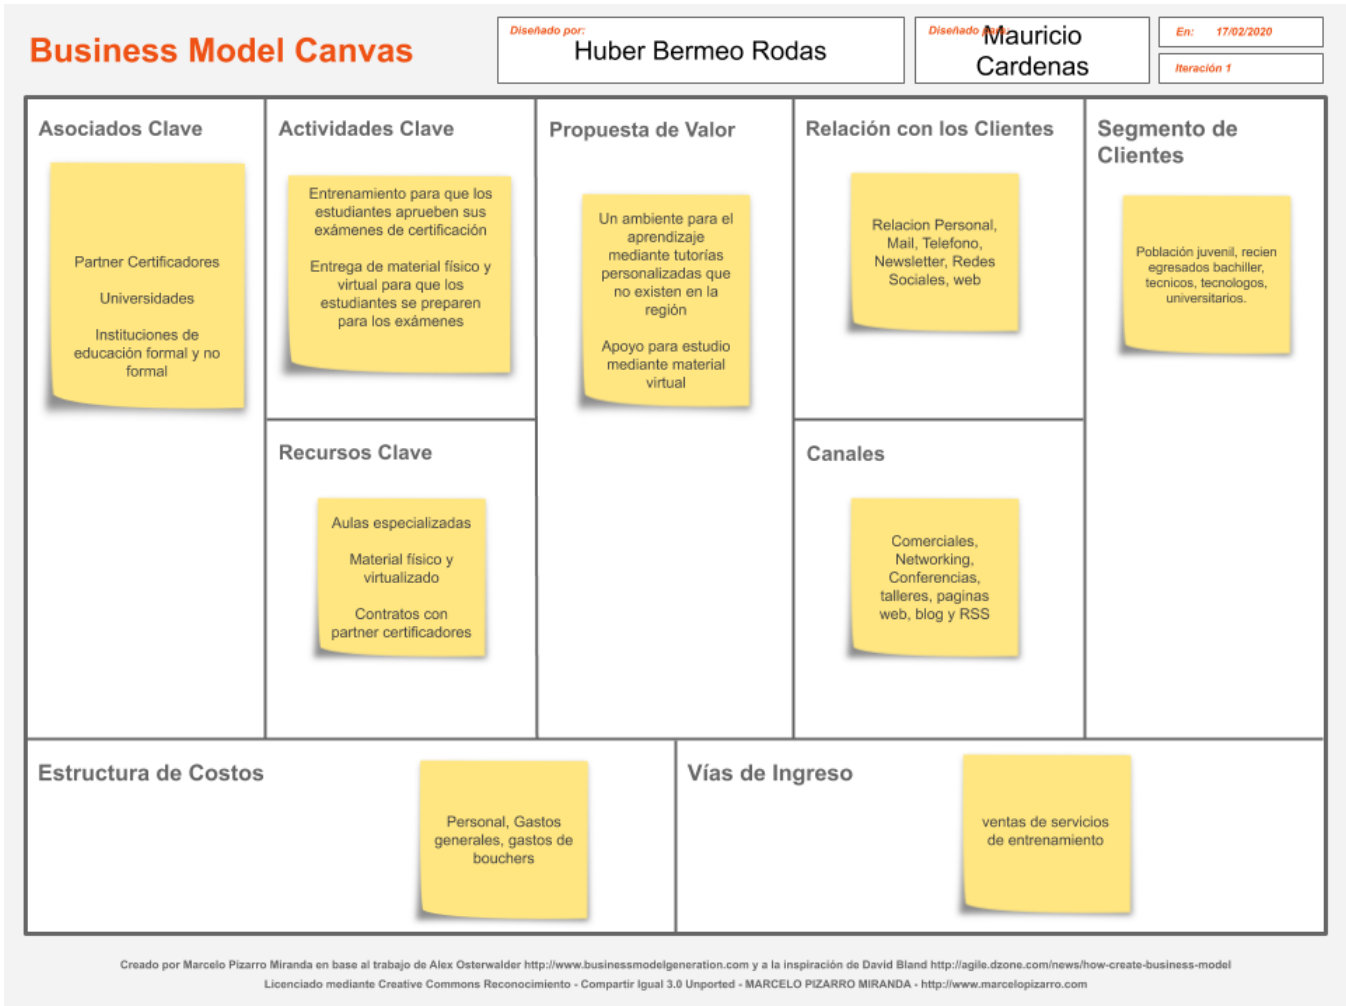 Business Model Canvas
Diseñado por:
Huber Bermeo Rodas
Diseñado para:
Mauricio
Cardenas
En: 17/02/2020
Iteración 1
Asociados Clave
Partner Certificadores
Universidades
Instituciones de
educación formal y no
formal
Actividades Clave
Entrenamiento para que los
estudiantes aprueben sus
exámenes de certificación
Entrega de material físico y
virtual para que los
estudiantes se preparen
para los exámenes
Recursos Clave
Aulas especializadas
Material físico y
virtualizado
Contratos con
partner certificadores
Propuesta de Valor
Un ambiente para el
aprendizaje
mediante tutorías
personalizadas que
no existen en la
región
Apoyo para estudio
mediante material
virtual
Relación con los Clientes
Relacion Personal,
Mail, Telefono,
Newsletter, Redes
Sociales, web
Canales
Comerciales,
Networking,
Conferencias,
talleres, paginas
web, blog y RSS
Segmento de
Clientes
Población juvenil, recien
egresados bachiller,
tecnicos, tecnologos,
universitarios.
Estructura de Costos
Personal, Gastos
generales, gastos de
bouchers
Vías de Ingreso
ventas de servicios
de entrenamiento
Creado por Marcelo Pizarro Miranda en base al trabajo de Alex Osterwalder http://www.businessmodelgeneration.com y a la inspiración de David Bland http://agile.dzone.com/news/how-create-business-model
Licenciado mediante Creative Commons Reconocimiento - Compartir Igual 3.0 Unported - MARCELO PIZARRO MIRANDA - http://www.marcelopizarro.com